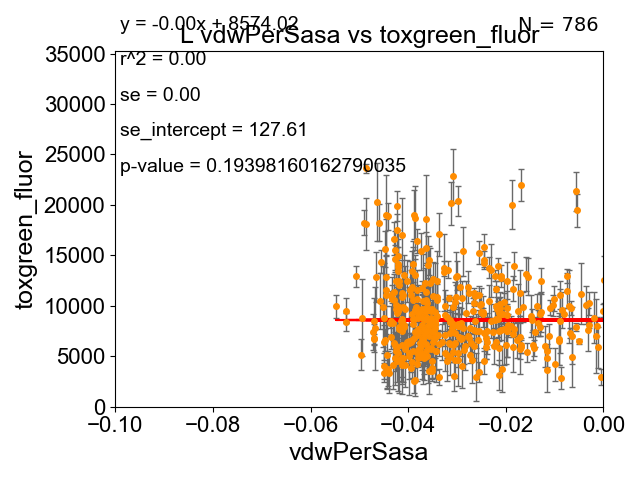 y = -0.00x + 8574.02
N = 786
L vdwPerSasa vs toxgreen_fluor
r^2 = 0.00
se = 0.00
se_intercept = 127.61
p-value = 0.19398160162790035
35000
30000
25000
20000
15000
10000
5000
0
toxgreen_fluor
−0.10 −0.08 −0.06 −0.04 −0.02 0.00
vdwPerSasa